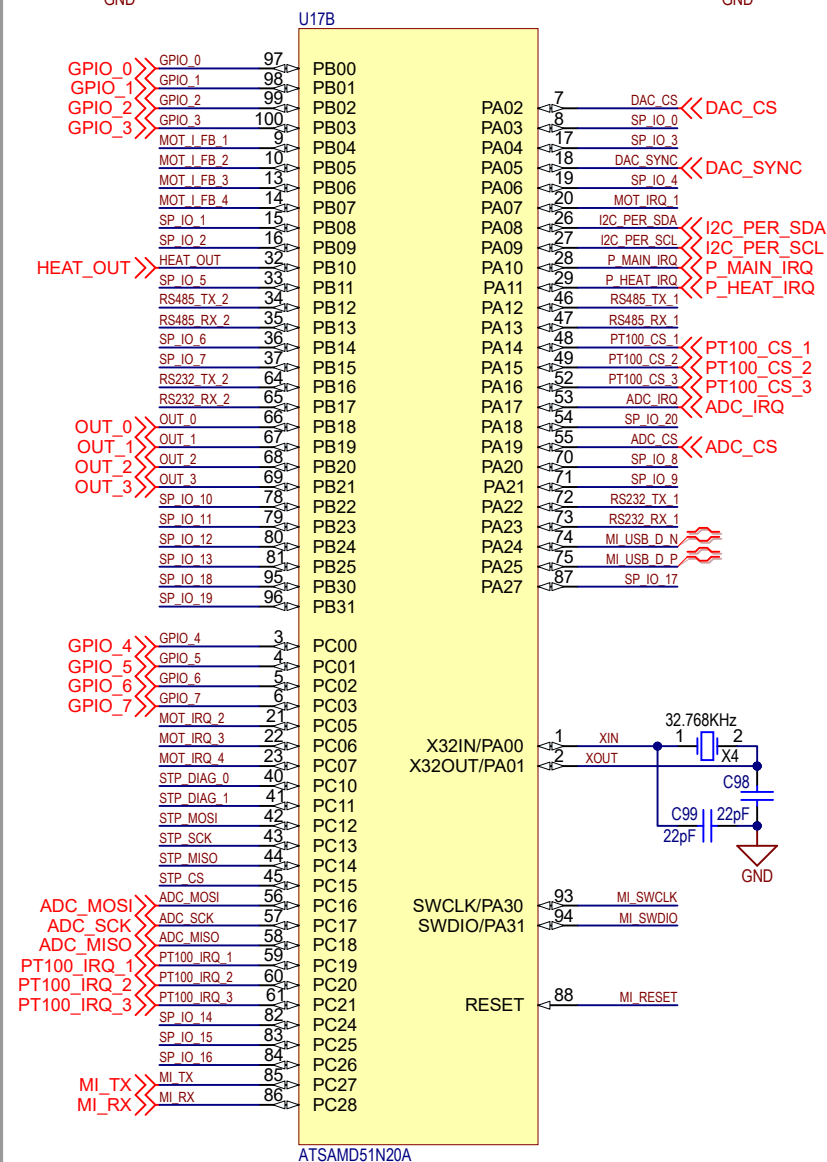 GND
GND
U17B
GPIO_0 GPIO_0 97 PB00
GPIO_1 GPIO_1 98 PB01
GPIO_2 GPIO_2 99 PB02
GPIO_3 GPIO_3 100 PB03
MOT_I_FB_1 9 PB04
MOT_I_FB_2 10 PB05
MOT_I_FB_3 13 PB06
MOT_I_FB_4 14 PB07
SP_IO_1 15 PB08
SP_IO_2 16 PB09
HEAT_OUT HEAT_OUT 32 PB10
SP_IO_5 33 PB11
RS485_TX_2 34 PB12
RS485_RX_2 35 PB13
SP_IO_6 36 PB14
SP_IO_7 37 PB15
RS232_TX_2 64 PB16
RS232_RX_2 65 PB17
OUT_0 OUT_0 66 PB18
OUT_1 OUT_1 67 PB19
OUT_2 OUT_2 68 PB20
OUT_3 OUT_3 69 PB21
SP_IO_10 78 PB22
SP_IO_11 79 PB23
SP_IO_12 80 PB24
SP_IO_13 81 PB25
SP_IO_18 95 PB30
SP_IO_19 96 PB31
GPIO_4 GPIO_4 3 PC00
GPIO_5 GPIO_5 4 PC01
GPIO_6 GPIO_6 5 PC02
GPIO_7 GPIO_7 6 PC03
MOT_IRQ_2 21 PC05
MOT_IRQ_3 22 PC06
MOT_IRQ_4 23 PC07
STP_DIAG_0 40 PC10
STP_DIAG_1 41 PC11
STP_MOSI 42 PC12
STP_SCK 43 PC13
STP_MISO 44 PC14
STP_CS 45 PC15
ADC_MOSI ADC_MOSI 56 PC16
ADC_SCK ADC_SCK 57 PC17
ADC_MISO ADC_MISO 58 PC18
PT100_IRQ_1 PT100_IRQ_1 59 PC19
PT100_IRQ_2 PT100_IRQ_2 60 PC20
PT100_IRQ_3 PT100_IRQ_3 61 PC21
SP_IO_14 82 PC24
SP_IO_15 83 PC25
SP_IO_16 84 PC26
MI_TX MI_TX 85 PC27
MI_RX MI_RX 86 PC28
PA02 7 DAC_CS DAC_CS
PA03 8 SP_IO_0
PA04 17 SP_IO_3
PA05 18 DAC_SYNC DAC_SYNC
PA06 19 SP_IO_4
PA07 20 MOT_IRQ_1
PA08 26 I2C_PER_SDA I2C_PER_SDA
PA09 27 I2C_PER_SCL I2C_PER_SCL
PA10 28 P_MAIN_IRQ P_MAIN_IRQ
PA11 29 P_HEAT_IRQ P_HEAT_IRQ
PA12 46 RS485_TX_1
PA13 47 RS485_RX_1
PA14 48 PT100_CS_1 PT100_CS_1
PA15 49 PT100_CS_2 PT100_CS_2
PA16 52 PT100_CS_3 PT100_CS_3
PA17 53 ADC_IRQ ADC_IRQ
PA18 54 SP_IO_20
PA19 55 ADC_CS ADC_CS
PA20 70 SP_IO_8
PA21 71 SP_IO_9
PA22 72 RS232_TX_1
PA23 73 RS232_RX_1
PA24 74 MI_USB_D_N
PA25 75 MI_USB_D_P
PA27 87 SP_IO_17
32.768KHz
X32IN/PA00 1 XIN 1 2
X32OUT/PA01 2 XOUT X4
C98
C99 22pF
22pF
GND
SWCLK/PA30 93 MI_SWCLK
SWDIO/PA31 94 MI_SWDIO
RESET 88 MI_RESET
ATSAMD51N20A